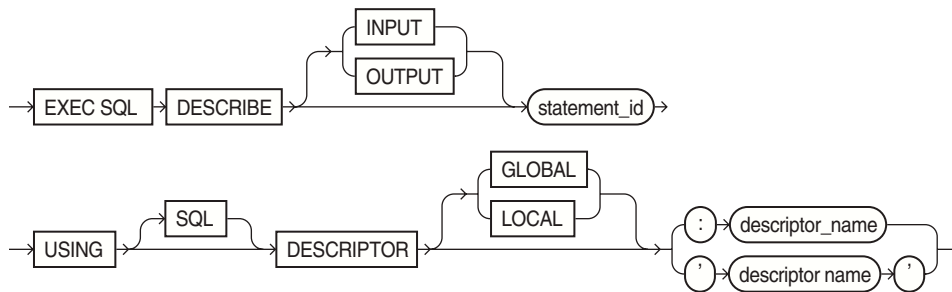 INPUT
OUTPUT
EXEC SQL DESCRIBE statement_id
GLOBAL
SQL LOCAL
USING DESCRIPTOR : descriptor_name
' descriptor name '